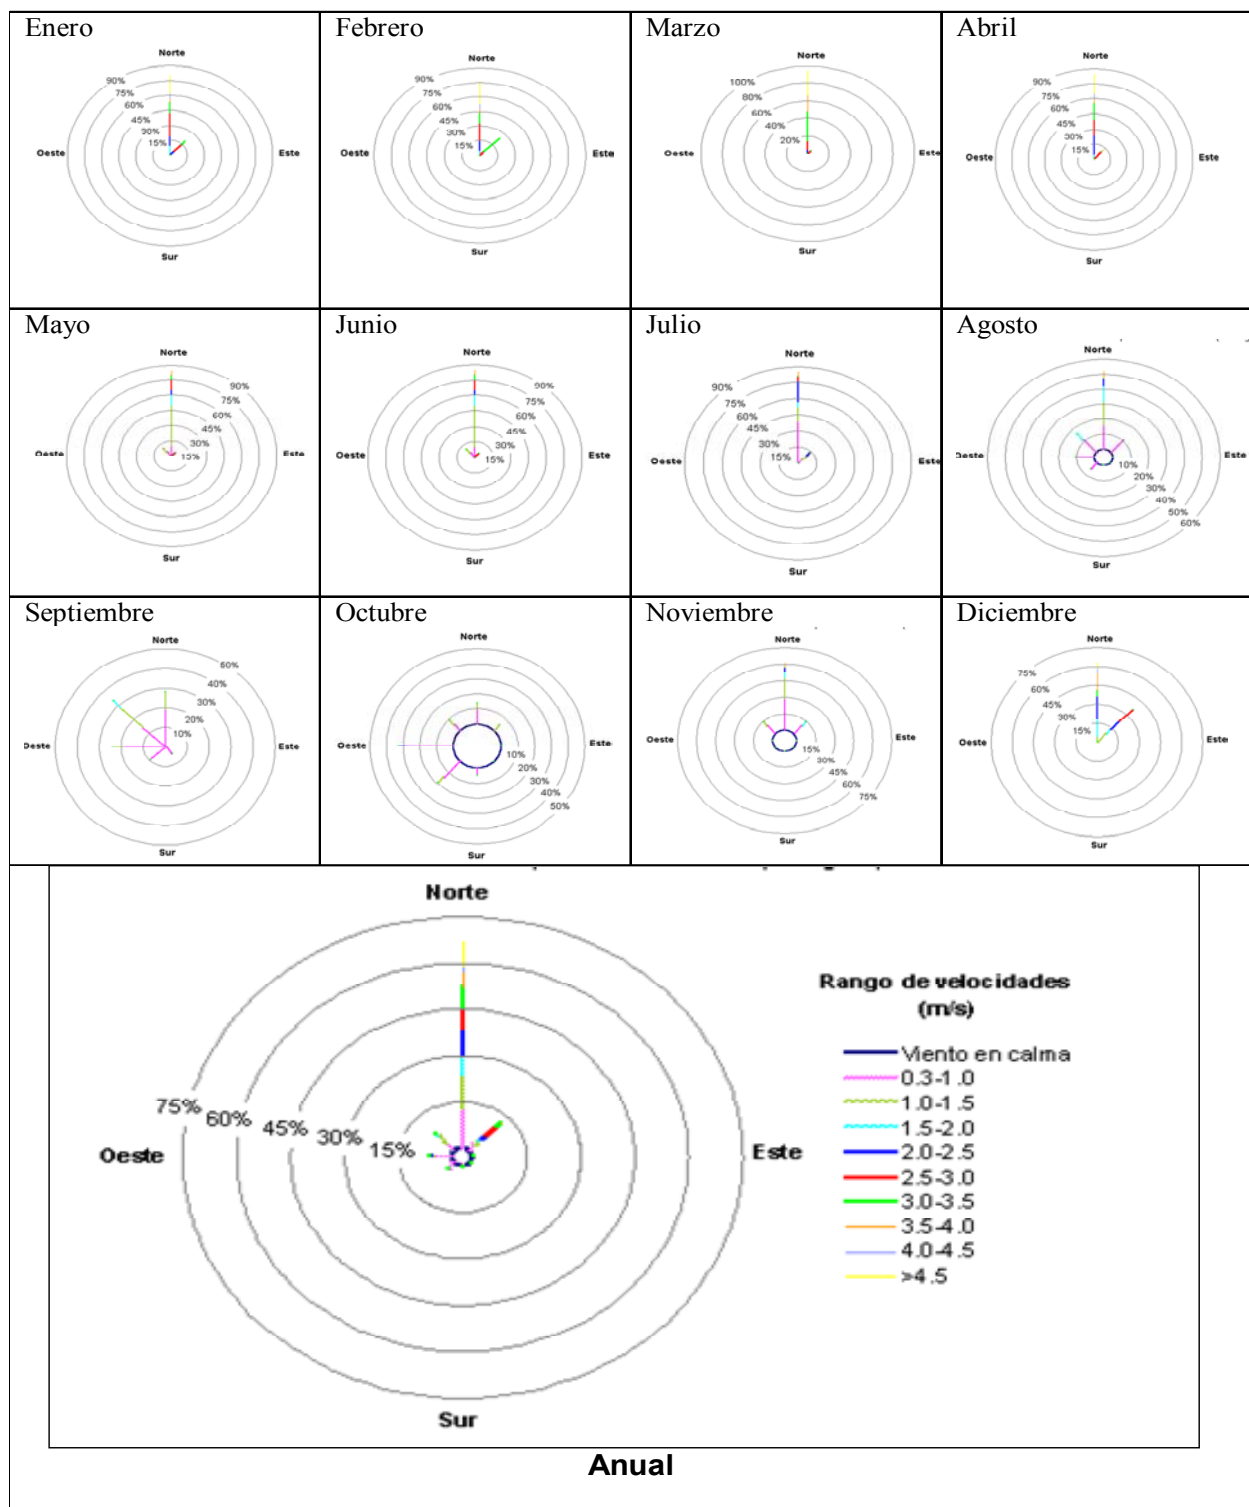 Enero
Norte
90%
75%
60%
45%
30%
15%
Oeste
Este
Sur
Febrero
Norte
90%
75%
60%
45%
30%
15%
Oeste
Este
Sur
Marzo
Norte
100%
80%
60%
40%
20%
Oeste
Este
Sur
Abril
Norte
90%
75%
60%
45%
30%
15%
Oeste
Este
Sur
Mayo
Norte
90%
75%
60%
45%
30%
15%
Oeste
Este
Sur
Junio
Norte
90%
75%
60%
45%
30%
15%
Oeste
Este
Sur
Julio
Norte
90%
75%
60%
45%
30%
15%
Oeste
Este
Sur
Agosto
Norte
10%
20%
30%
40%
50%
60%
Oeste
Este
Sur
Septiembre
Norte
60%
40%
30%
20%
10%
Oeste
Este
Sur
Octubre
Norte
10%
20%
30%
40%
50%
Oeste
Este
Sur
Noviembre
Norte
15%
30%
45%
60%
75%
Oeste
Este
Sur
Diciembre
Norte
75%
60%
45%
30%
15%
Oeste
Este
Sur
Norte
75% 60% 45% 30% 15%
Oeste
Este
Sur
Rango de velocidades
(m/s)
Viento en calma
0.3-1.0
1.0-1.5
1.5-2.0
2.0-2.5
2.5-3.0
3.0-3.5
3.5-4.0
4.0-4.5
>4.5
Anual